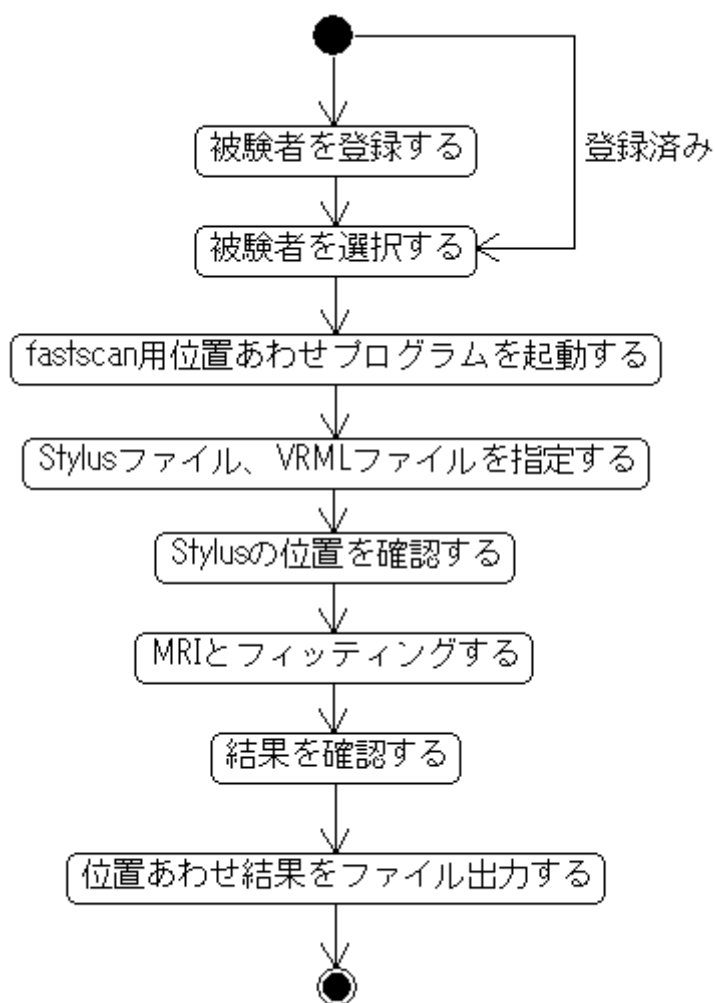 被験者を登録する
登録済み
被験者を選択する
fastscan用位置あわせプログラムを起動する
Stylusファイル、VRMLファイルを指定する
Stylusの位置を確認する
MRIとフィッティングする
結果を確認する
位置あわせ結果をファイル出力する